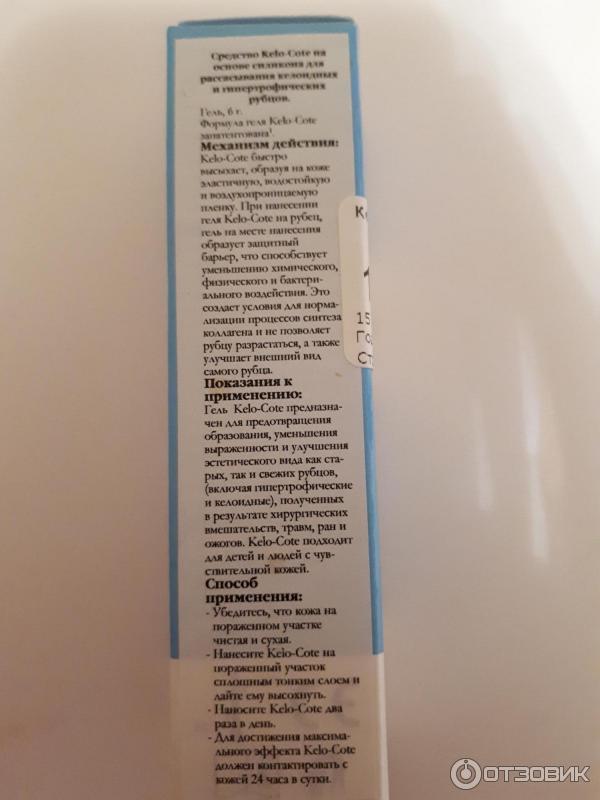 Средство Kelo-Cote на
основе силикона для
рассасывания келоидных
и гипертрофических
рубцов.
Гель, 6 г.
Формула геля Kelo-Cote
запатентована¹.
Механизм действия:
Kelo-Cote быстро
высыхает, образуя на коже
эластичную, водостойкую
и воздухопроницаемую
пленку. При нанесении
геля Kelo-Cote на рубец,
гель на месте нанесения
образует защитный
барьер, что способствует
уменьшению химического,
физического и бактери-
ального воздействия. Это
создает условия для норма-
лизации процессов синтеза
коллагена и не позволяет
рубцу разрастаться, а также
улучшает внешний вид
самого рубца.
Показания к
применению:
Гель Kelo-Cote предназна-
чен для предотвращения
образования, уменьшения
выраженности и улучшения
эстетического вида как ста-
рых, так и свежих рубцов,
(включая гипертрофические
и келоидные), полученных
в результате хирургических
вмешательств, травм, ран и
ожогов. Kelo-Cote подходит
для детей и людей с чув-
ствительной кожей.
Способ
применения:
- Убедитесь, что кожа на
пораженном участке
чистая и сухая.
- Нанесите Kelo-Cote на
пораженный участок
сплошным тонким слоем и
дайте ему высохнуть.
- Наносите Kelo-Cote два
раза в день.
- Для достижения максима-
льного эффекта Kelo-Cote
должен контактировать с
кожей 24 часа в сутки.
15
Го
Ст
ОТЗОВИК